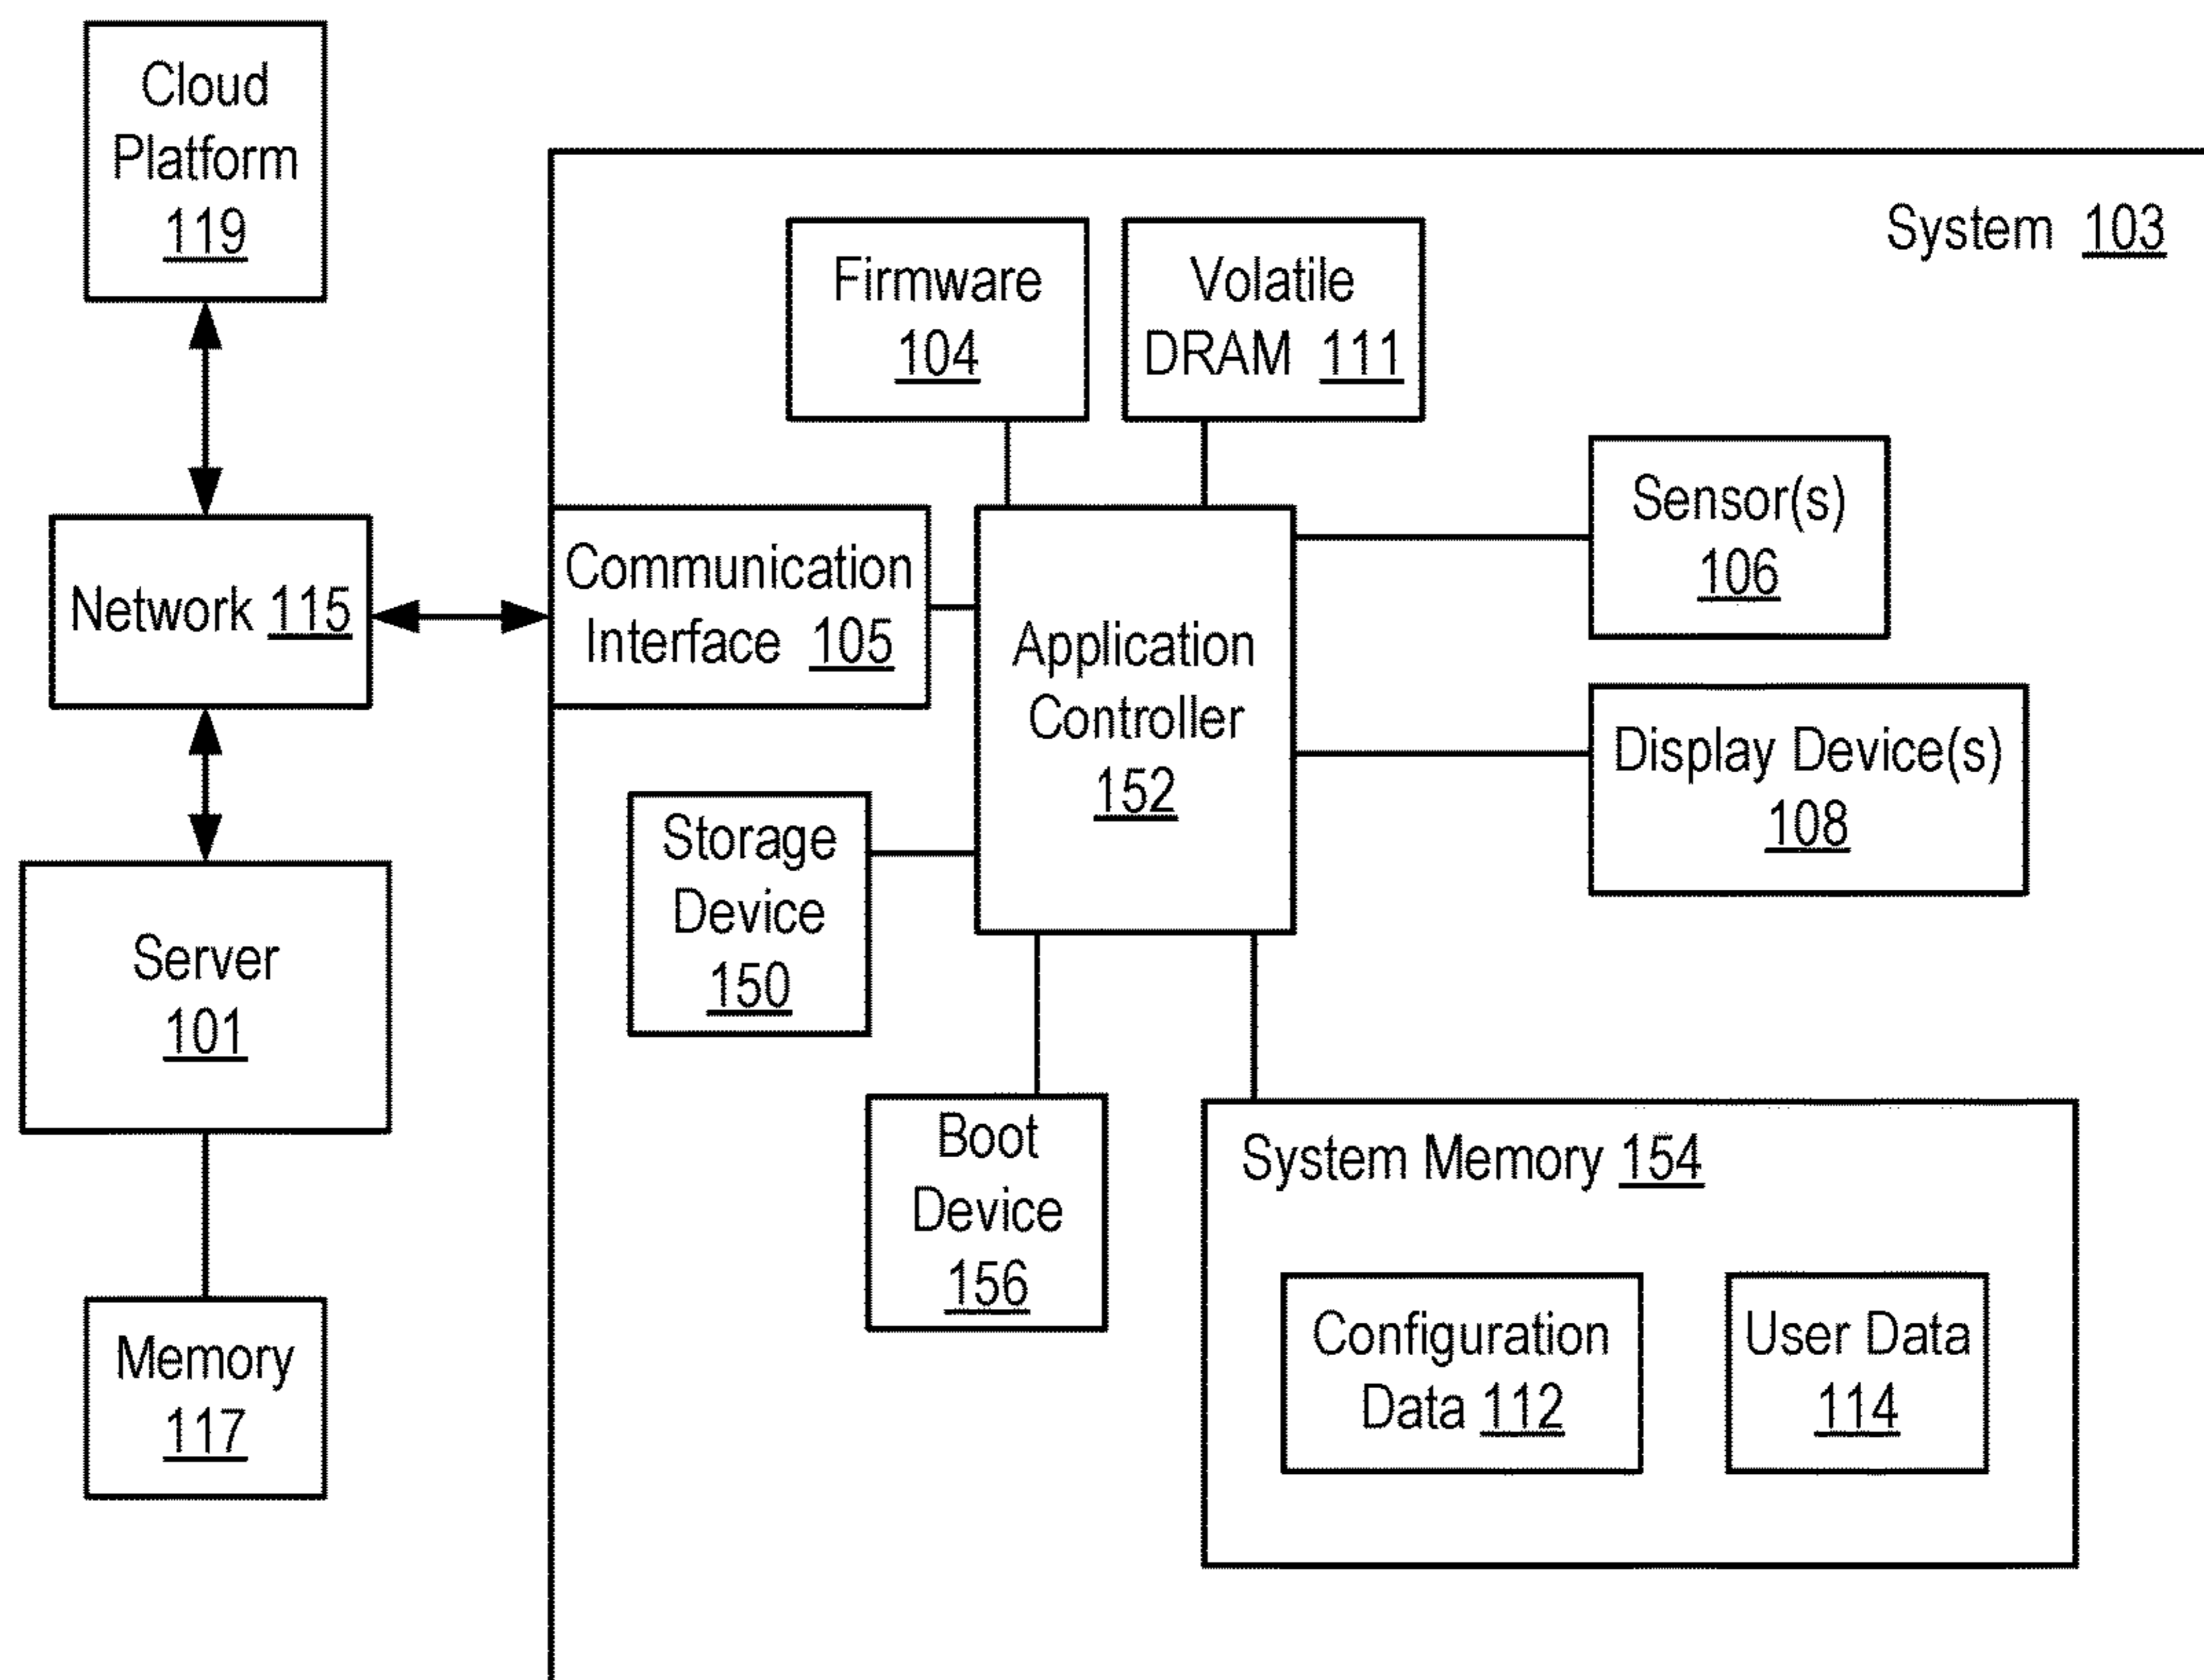 Cloud
Platform
119
System 103
Firmware
104
Volatile
DRAM 111
Sensor(s)
106
Network 115
Communication
Interface 105
Application
Controller
152
Display Device(s)
108
Storage
Device
150
Server
101
Boot
Device
156
System Memory 154
Configuration
Data 112
User Data
114
Memory
117